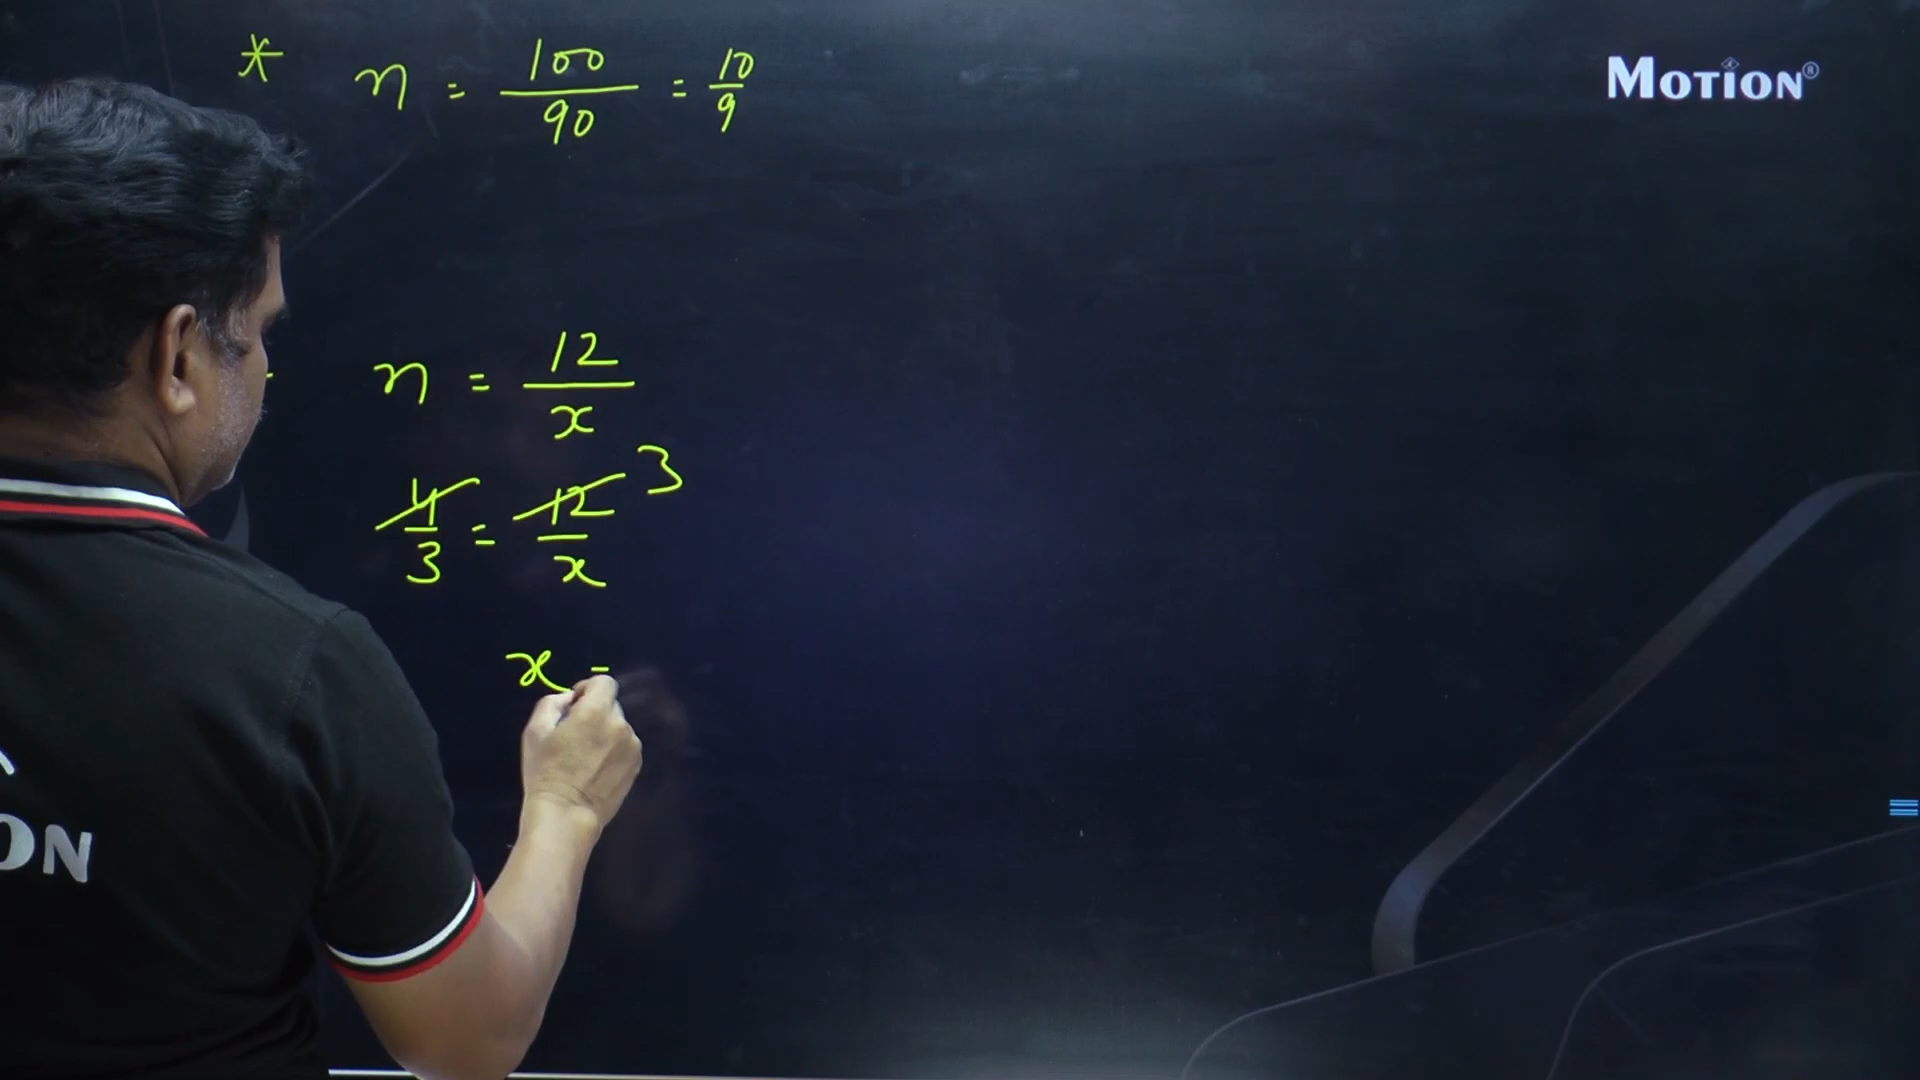 * n = 100/90 = 10/9
MOTION®
n = 12/x
4/3 = 12/x 3
x =
ON